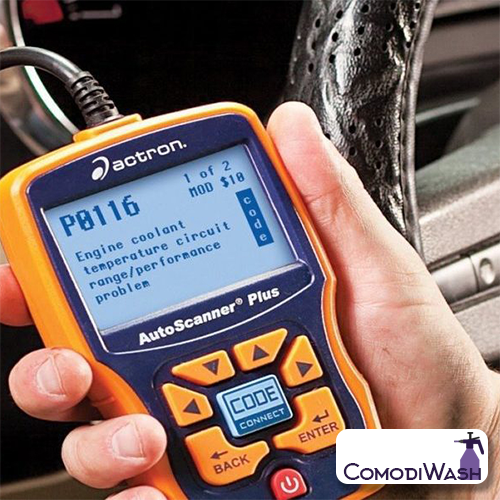 actron.
1 of 2
MOD $10
P0116
code
Engine coolant
temperature circuit
range/performance
problem
AutoScanner® Plus
CODE
CONNECT
BACK
ENTER
COMODIWASH